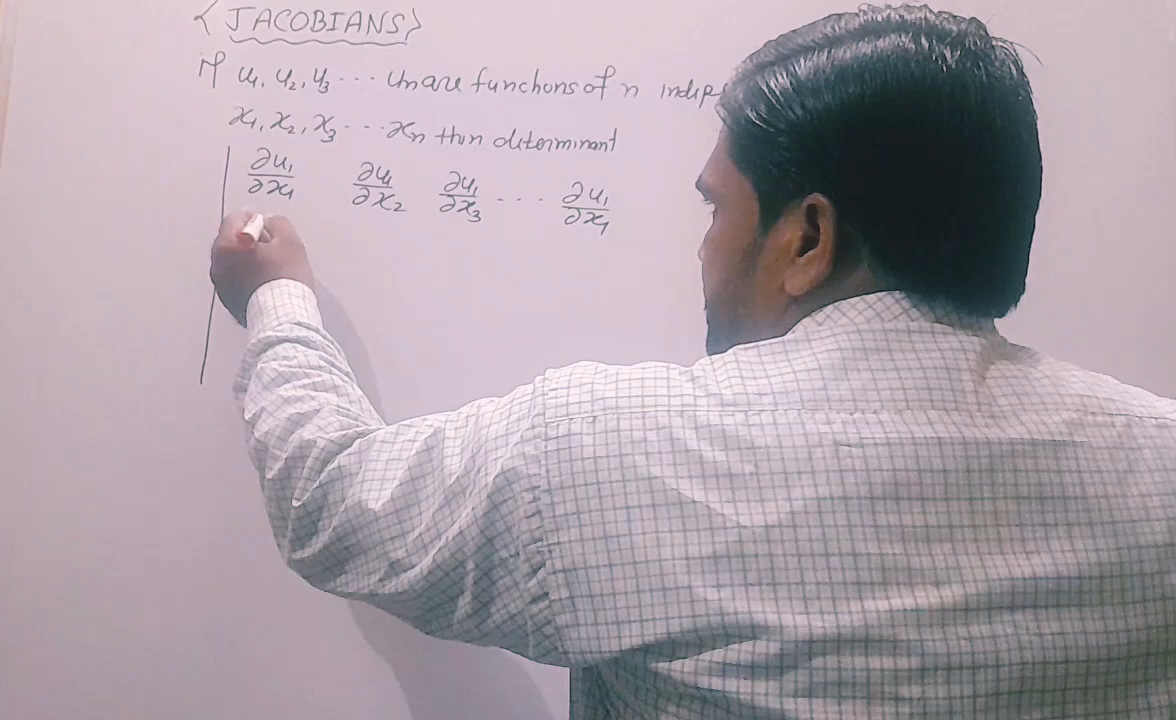 < JACOBIANS >
if u₁, u₂, u₃ ··· un are functions of n indep
x₁, x₂, x₃ ··· xn then determinant
∂u₁/∂x₁ ∂u₁/∂x₂ ∂u₁/∂x₃ ··· ∂u₁/∂x₁